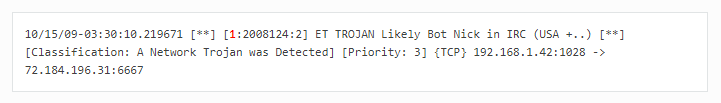 10/15/09-03:30:10.219671 [**] [1:2008124:2] ET TROJAN Likely Bot Nick in IRC (USA +..) [**]
[Classification: A Network Trojan was Detected] [Priority: 3] {TCP} 192.168.1.42:1028 ->
72.184.196.31:6667